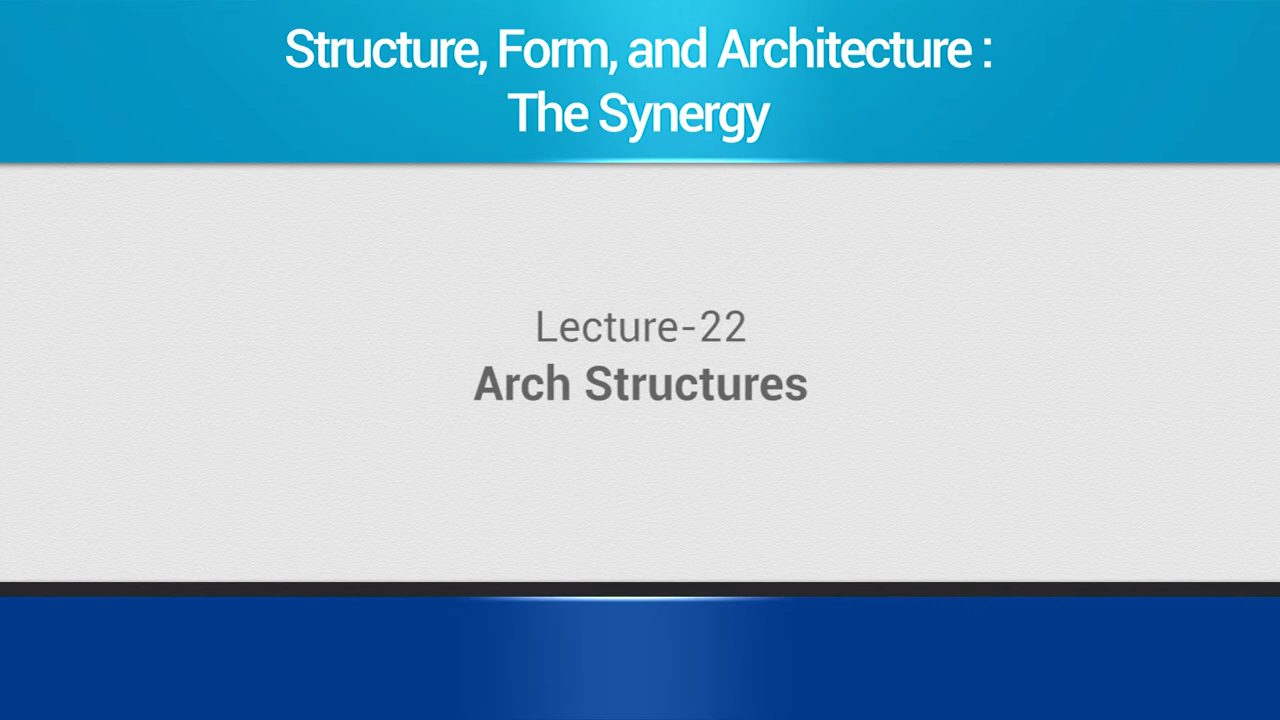 Structure, Form, and Architecture :
The Synergy
Lecture-22
Arch Structures